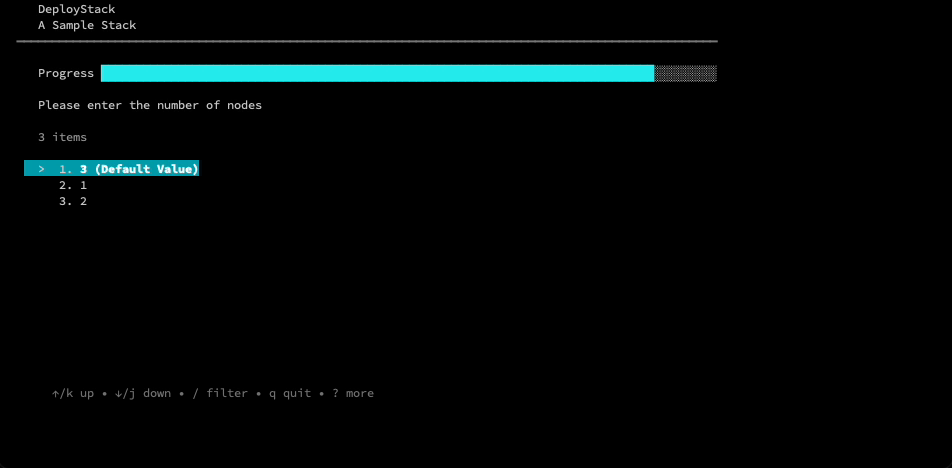 DeployStack
A Sample Stack
Progress
Please enter the number of nodes
3 items
> 1. 3 (Default Value)
2. 1
3. 2
↑/k up • ↓/j down • / filter • q quit • ? more